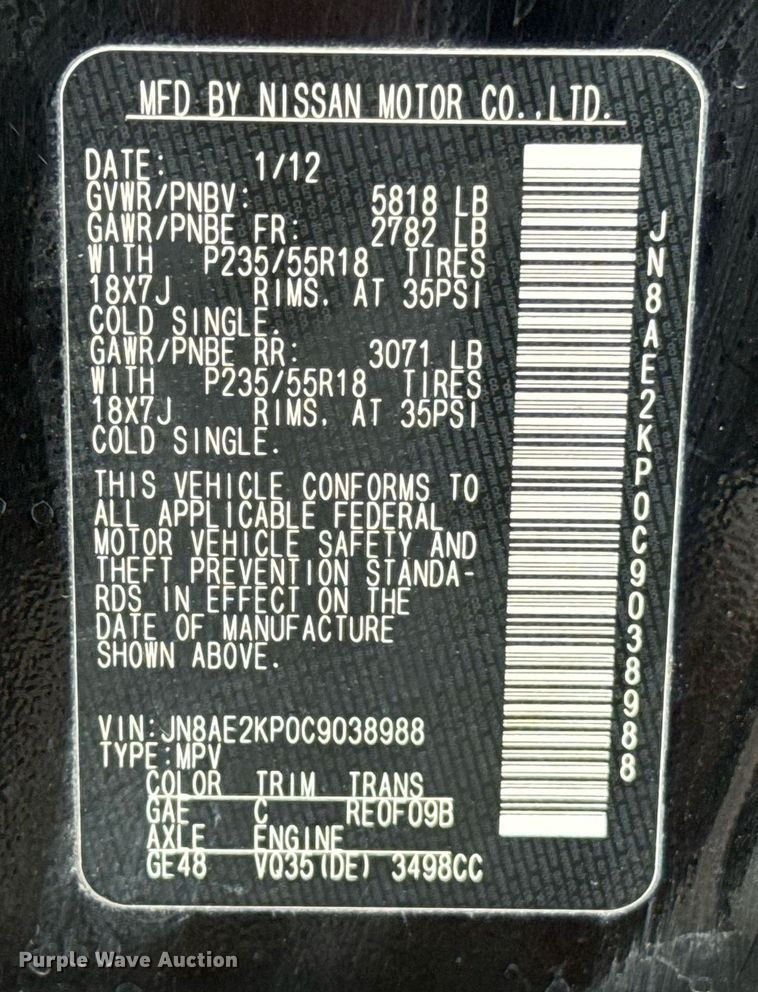 MFD BY NISSAN MOTOR CO.,LTD.
DATE: 1/12
GVWR/PNBV: 5818 LB
GAWR/PNBE FR: 2782 LB
WITH P235/55R18 TIRES
18X7J RIMS. AT 35PSI
COLD SINGLE.
GAWR/PNBE RR: 3071 LB
WITH P235/55R18 TIRES
18X7J RIMS. AT 35PSI
COLD SINGLE.
THIS VEHICLE CONFORMS TO
ALL APPLICABLE FEDERAL
MOTOR VEHICLE SAFETY AND
THEFT PREVENTION STANDA-
RDS IN EFFECT ON THE
DATE OF MANUFACTURE
SHOWN ABOVE.
VIN:JN8AE2KP0C9038988
TYPE:MPV
COLOR TRIM TRANS
GAE C RE0F09B
AXLE ENGINE
GE48 VQ35(DE) 3498CC
JN8AE2KP0C9038988
Purple Wave Auction